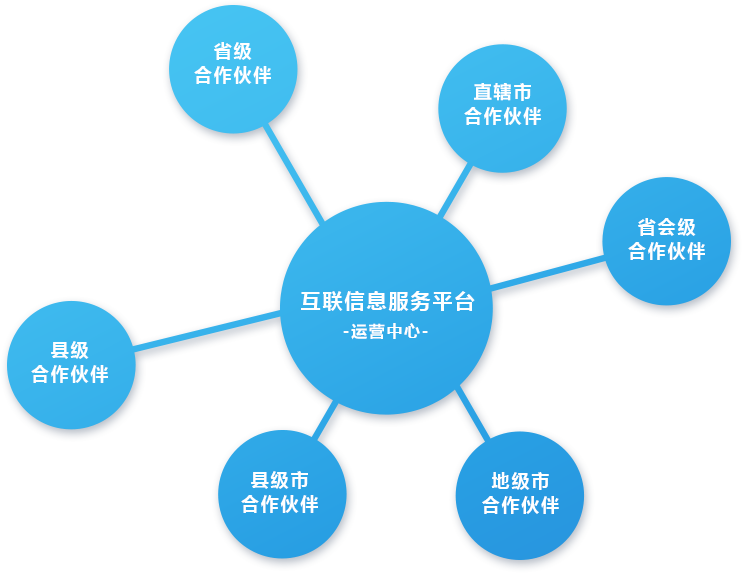 省级
合作伙伴
直辖市
合作伙伴
省会级
合作伙伴
互联信息服务平台
-运营中心-
县级
合作伙伴
县级市
合作伙伴
地级市
合作伙伴